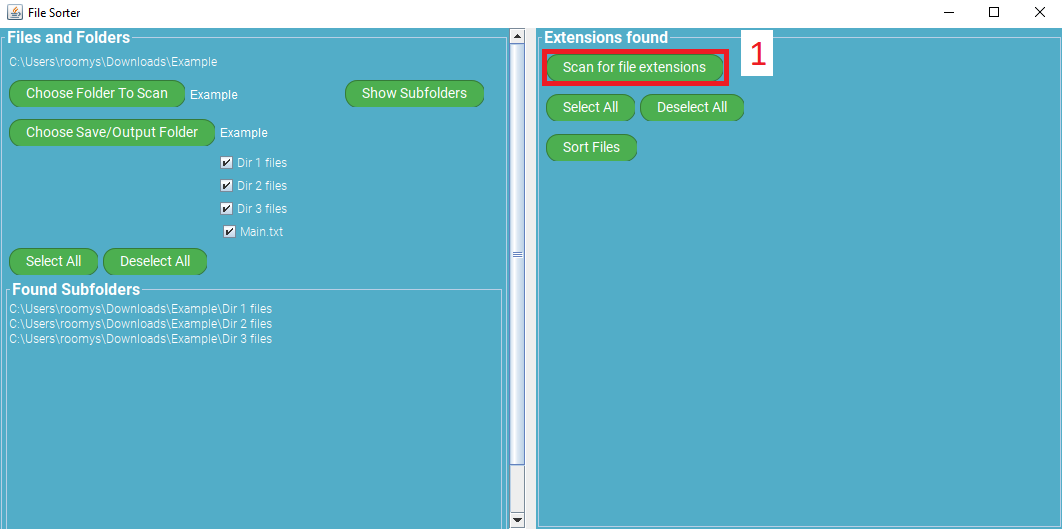 File Sorter
Files and Folders
C:\Users\roomys\Downloads\Example
Choose Folder To Scan Example Show Subfolders
Choose Save/Output Folder Example
Dir 1 files
Dir 2 files
Dir 3 files
Main.txt
Select All Deselect All
Found Subfolders
C:\Users\roomys\Downloads\Example\Dir 1 files
C:\Users\roomys\Downloads\Example\Dir 2 files
C:\Users\roomys\Downloads\Example\Dir 3 files
Extensions found
Scan for file extensions 1
Select All Deselect All
Sort Files